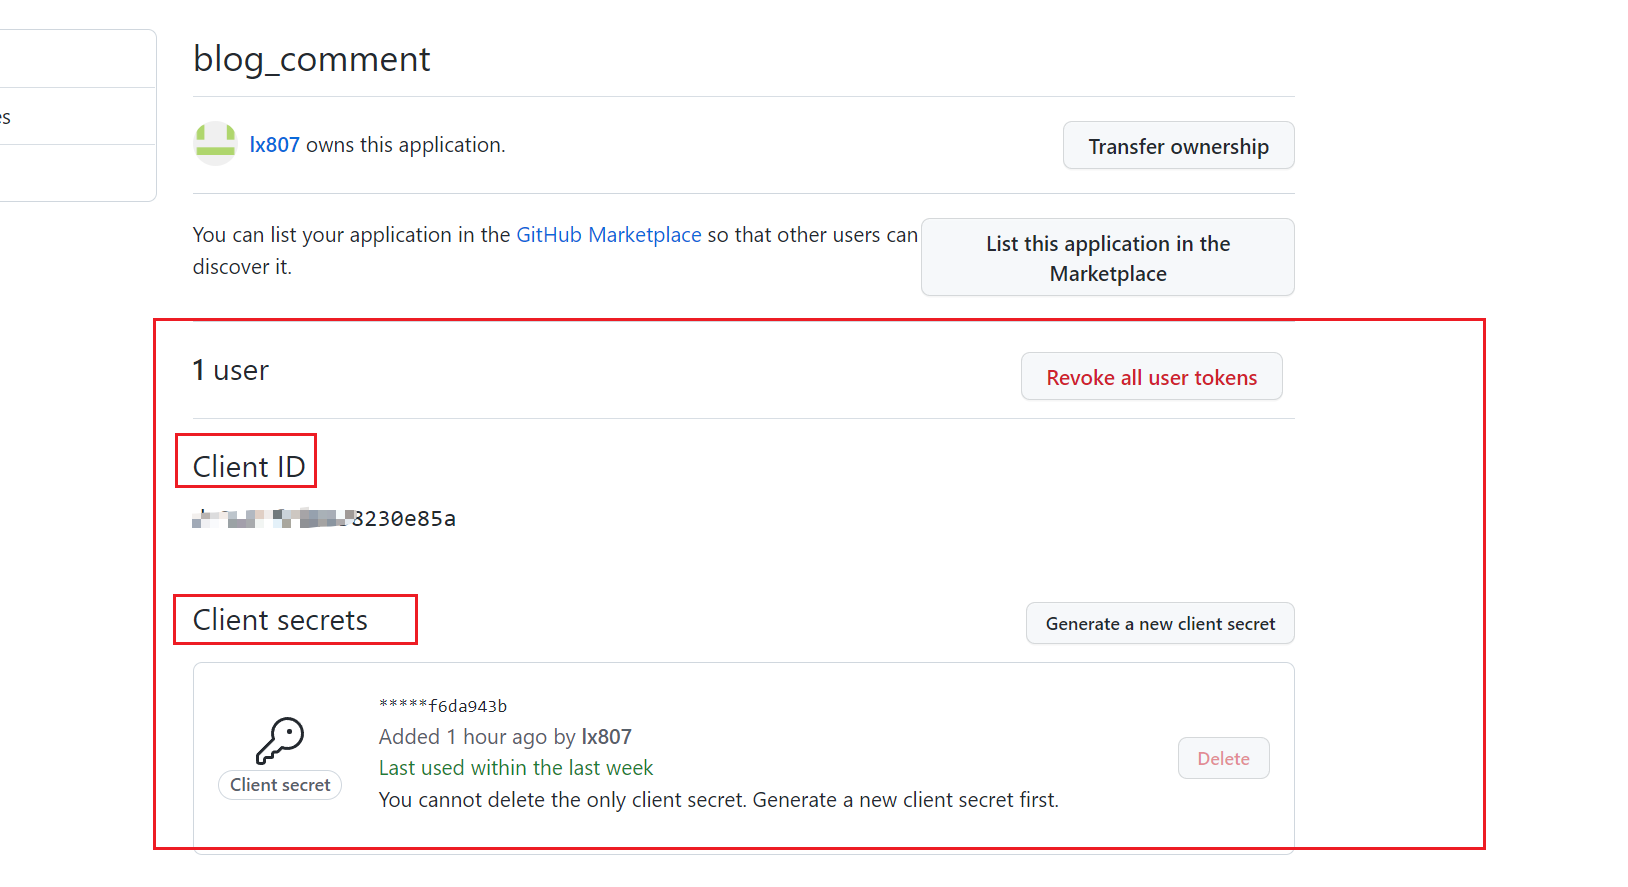 blog_comment
es
lx807 owns this application.
Transfer ownership
You can list your application in the GitHub Marketplace so that other users can
discover it.
List this application in the
Marketplace
1 user
Revoke all user tokens
Client ID
8230e85a
Client secrets
Generate a new client secret
*****f6da943b
Added 1 hour ago by lx807
Last used within the last week
You cannot delete the only client secret. Generate a new client secret first.
Client secret
Delete